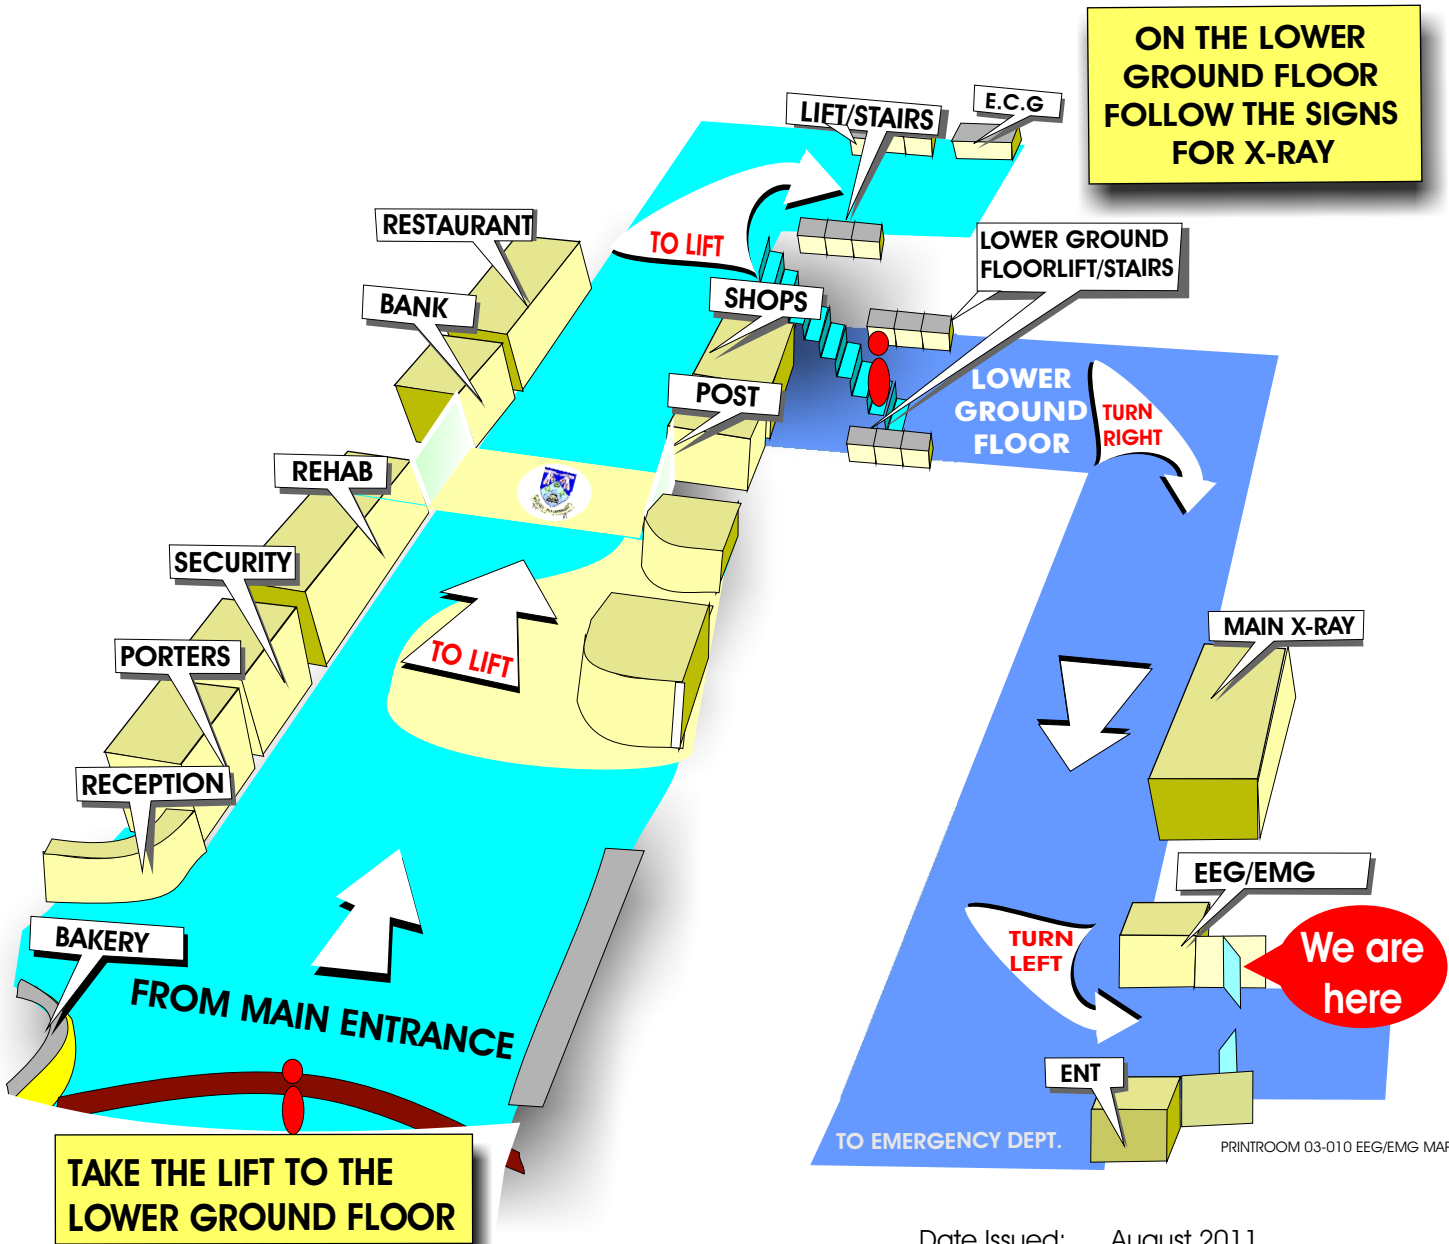 ON THE LOWER
GROUND FLOOR
FOLLOW THE SIGNS
FOR X-RAY
LIFT/STAIRS
E.C.G
RESTAURANT
TO LIFT
LOWER GROUND
FLOORLIFT/STAIRS
BANK
SHOPS
POST
LOWER
GROUND
FLOOR
TURN
RIGHT
REHAB
SECURITY
PORTERS
TO LIFT
MAIN X-RAY
RECEPTION
EEG/EMG
BAKERY
TURN
LEFT
We are
here
FROM MAIN ENTRANCE
ENT
TO EMERGENCY DEPT.
PRINTROOM 03-010 EEG/EMG MAP
TAKE THE LIFT TO THE
LOWER GROUND FLOOR
Date Issued: August 2011